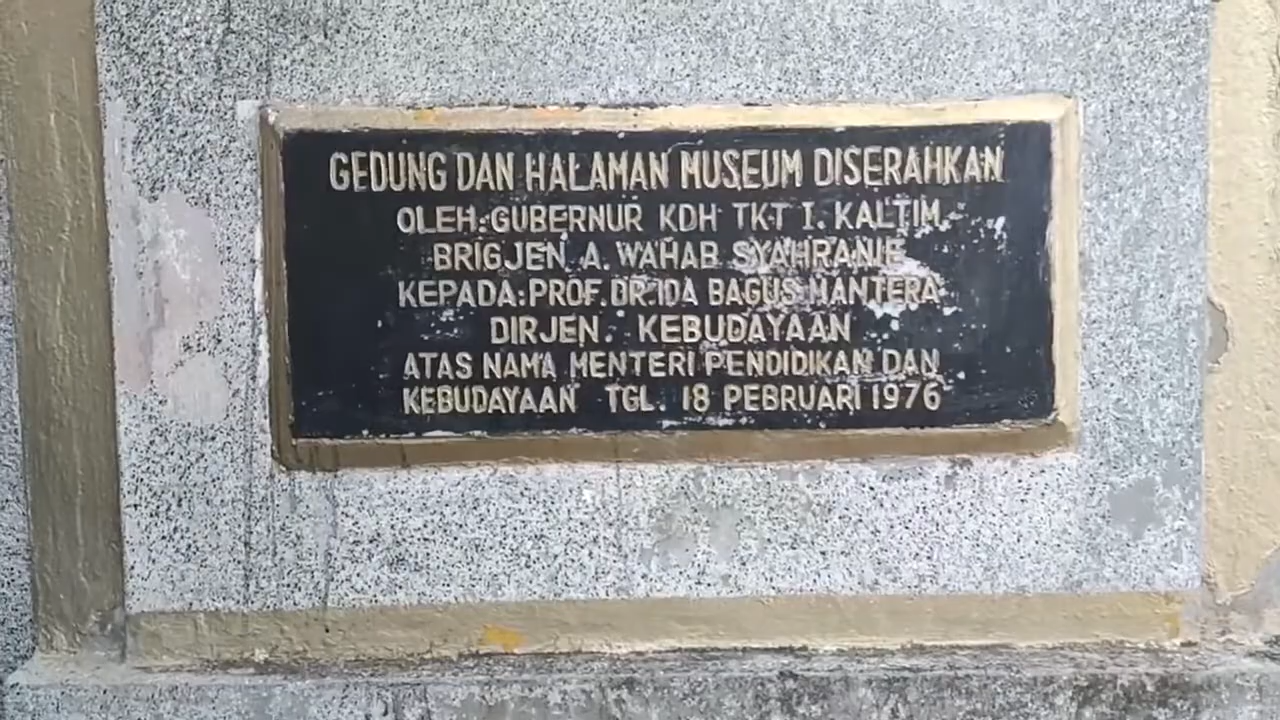 GEDUNG DAN HALAMAN MUSEUM DISERAHKAN
OLEH: GUBERNUR KDH TKT I. KALTIM
BRIGJEN A. WAHAB SYAHRANIE
KEPADA: PROF. DR. IDA BAGUS MANTERA
DIRJEN. KEBUDAYAAN
ATAS NAMA MENTERI PENDIDIKAN DAN
KEBUDAYAAN TGL. 18 PEBRUARI 1976